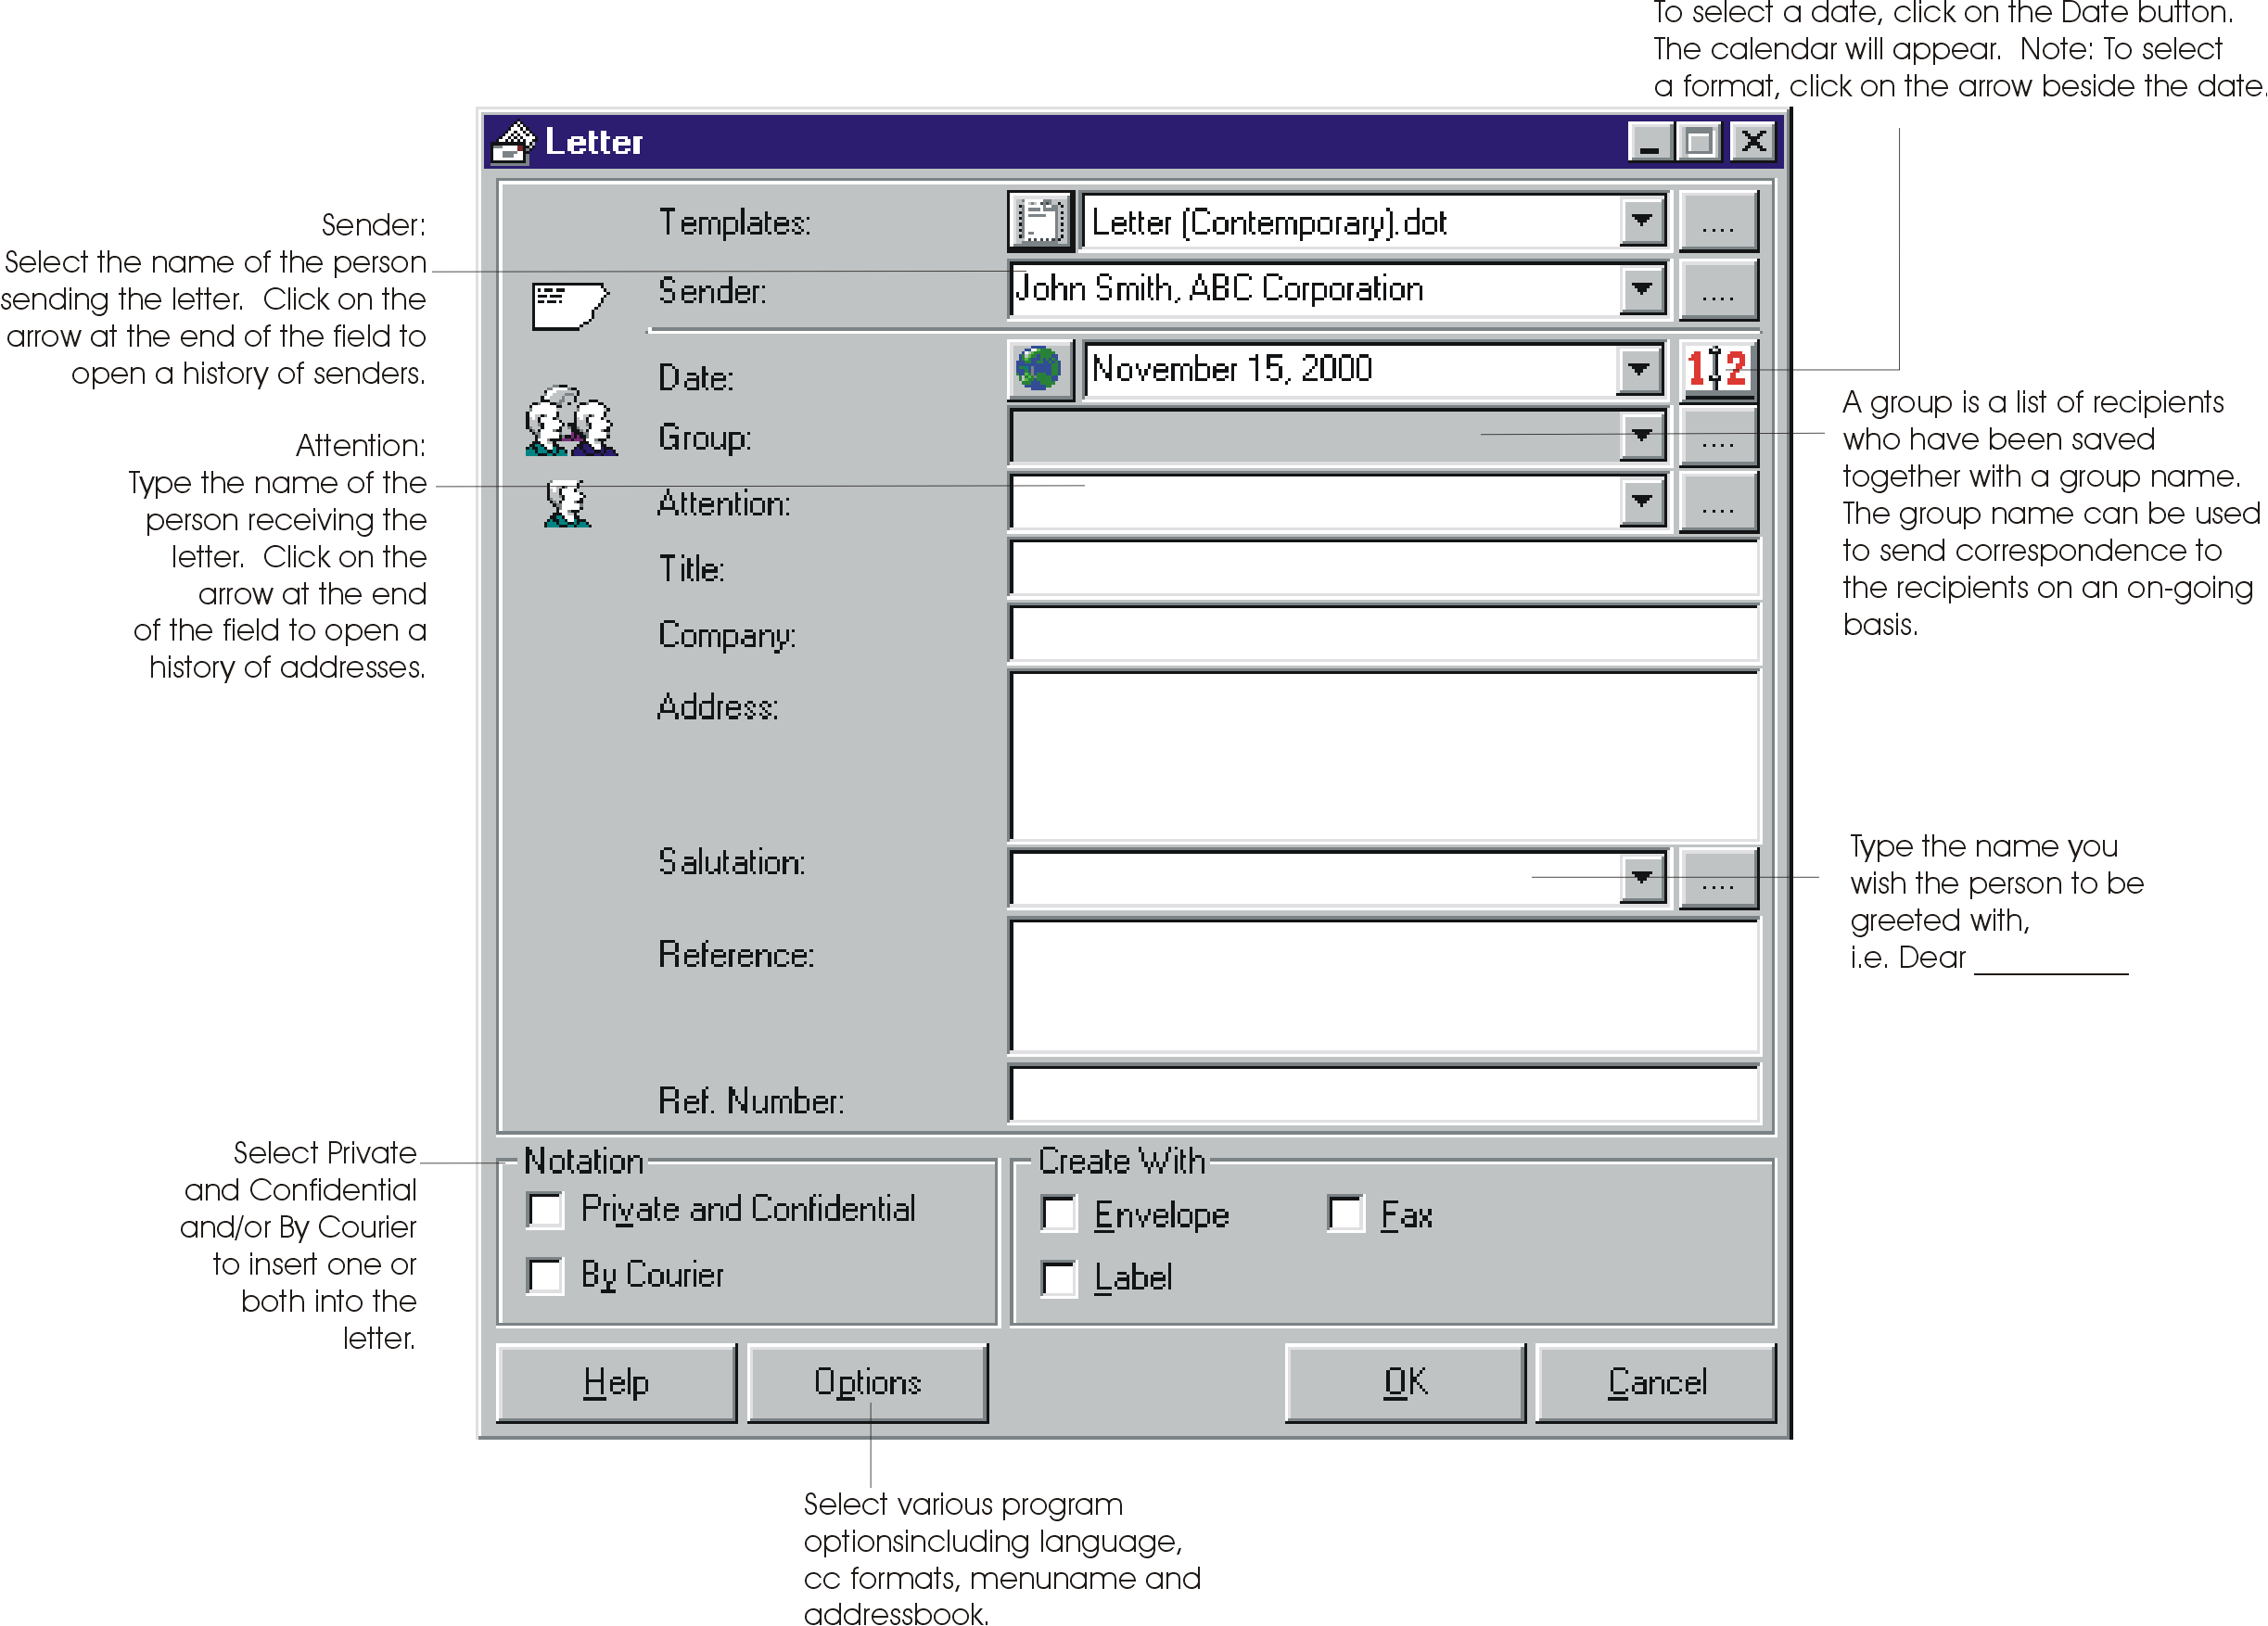 To select a date, click on the Date button.
The calendar will appear.  Note: To select
a format, click on the arrow beside the date.
Letter
Templates:
Letter (Contemporary).dot
....
Sender:
Select the name of the person
sending the letter.  Click on the
arrow at the end of the field to
open a history of senders.
Sender:
John Smith, ABC Corporation
....
Date:
November 15, 2000
12
Group:
....
A group is a list of recipients
who have been saved
together with a group name.
The group name can be used
to send correspondence to
the recipients on an on-going
basis.
Attention:
Type the name of the
person receiving the
letter.  Click on the
arrow at the end
of the field to open a
history of addresses.
Attention:
....
Title:
Company:
Address:
Salutation:
....
Type the name you
wish the person to be
greeted with,
i.e. Dear __________
Reference:
Ref. Number:
Select Private
and Confidential
and/or By Courier
to insert one or
both into the
letter.
Notation
Private and Confidential
By Courier
Create With
Envelope
Fax
Label
Help
Options
OK
Cancel
Select various program
optionsincluding language,
cc formats, menuname and
addressbook.